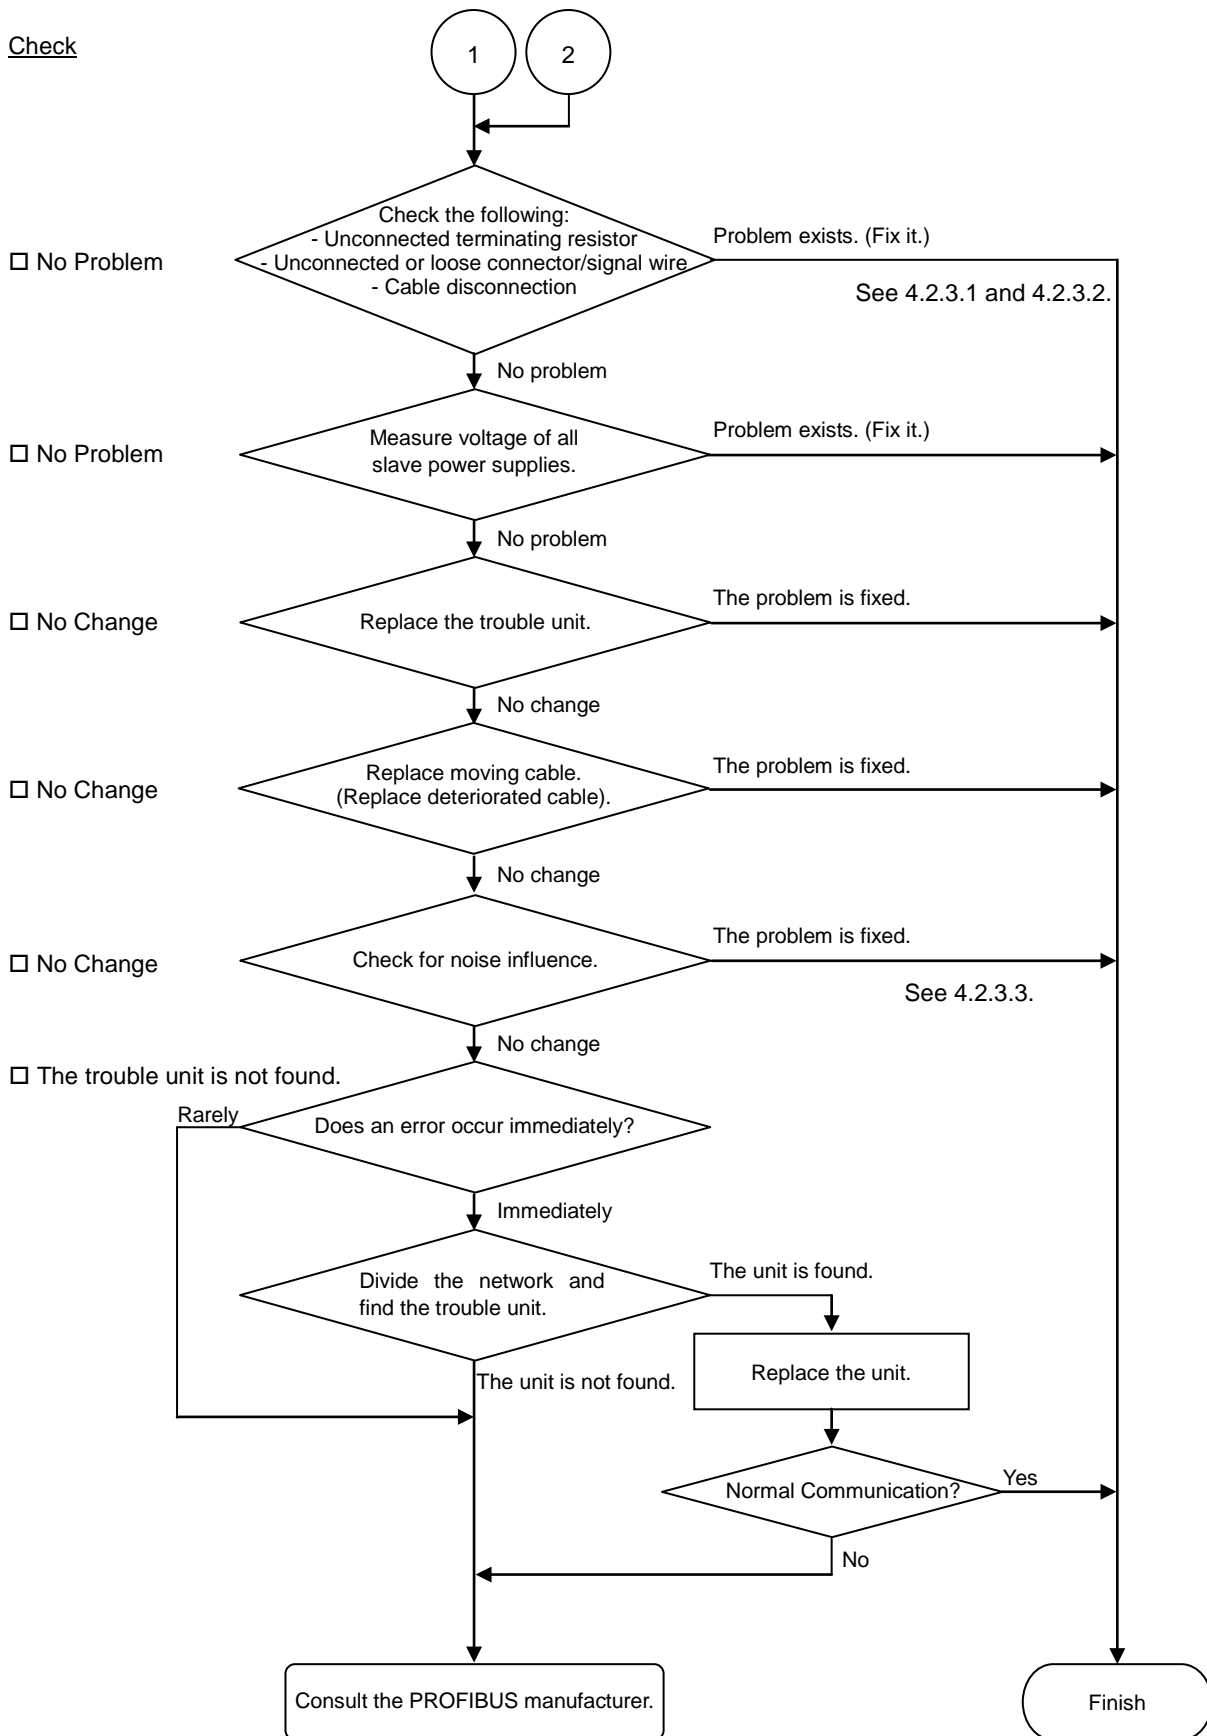 Check
1
2
Check the following:
- Unconnected terminating resistor
- Unconnected or loose connector/signal wire
- Cable disconnection
Problem exists. (Fix it.)
☐ No Problem
See 4.2.3.1 and 4.2.3.2.
No problem
Measure voltage of all
slave power supplies.
Problem exists. (Fix it.)
☐ No Problem
No problem
The problem is fixed.
☐ No Change
Replace the trouble unit.
No change
The problem is fixed.
Replace moving cable.
(Replace deteriorated cable).
☐ No Change
No change
The problem is fixed.
☐ No Change
Check for noise influence.
See 4.2.3.3.
No change
☐ The trouble unit is not found.
Rarely
Does an error occur immediately?
Immediately
Divide the network and
find the trouble unit.
The unit is found.
The unit is not found.
Replace the unit.
Normal Communication?
Yes
No
Consult the PROFIBUS manufacturer.
Finish